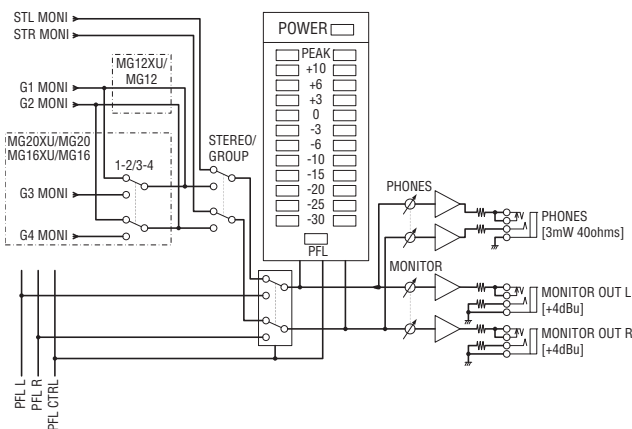 STL MONI
STR MONI
MG12XU/
MG12
G1 MONI
G2 MONI
MG20XU/MG20
MG16XU/MG16
1-2/3-4
G3 MONI
G4 MONI
STEREO/
GROUP
POWER
PEAK
+10
+6
+3
0
-3
-6
-10
-15
-20
-25
-30
PFL
PHONES
PHONES
[3mW 40ohms]
MONITOR
MONITOR OUT L
[+4dBu]
MONITOR OUT R
[+4dBu]
PFL L
PFL R
PFL CTRL